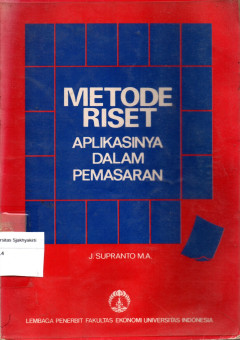 METODE
RISET
APLIKASINYA
DALAM
PEMASARAN
J. SUPRANTO M.A.
LEMBAGA PENERBIT FAKULTAS EKONOMI UNIVERSITAS INDONESIA